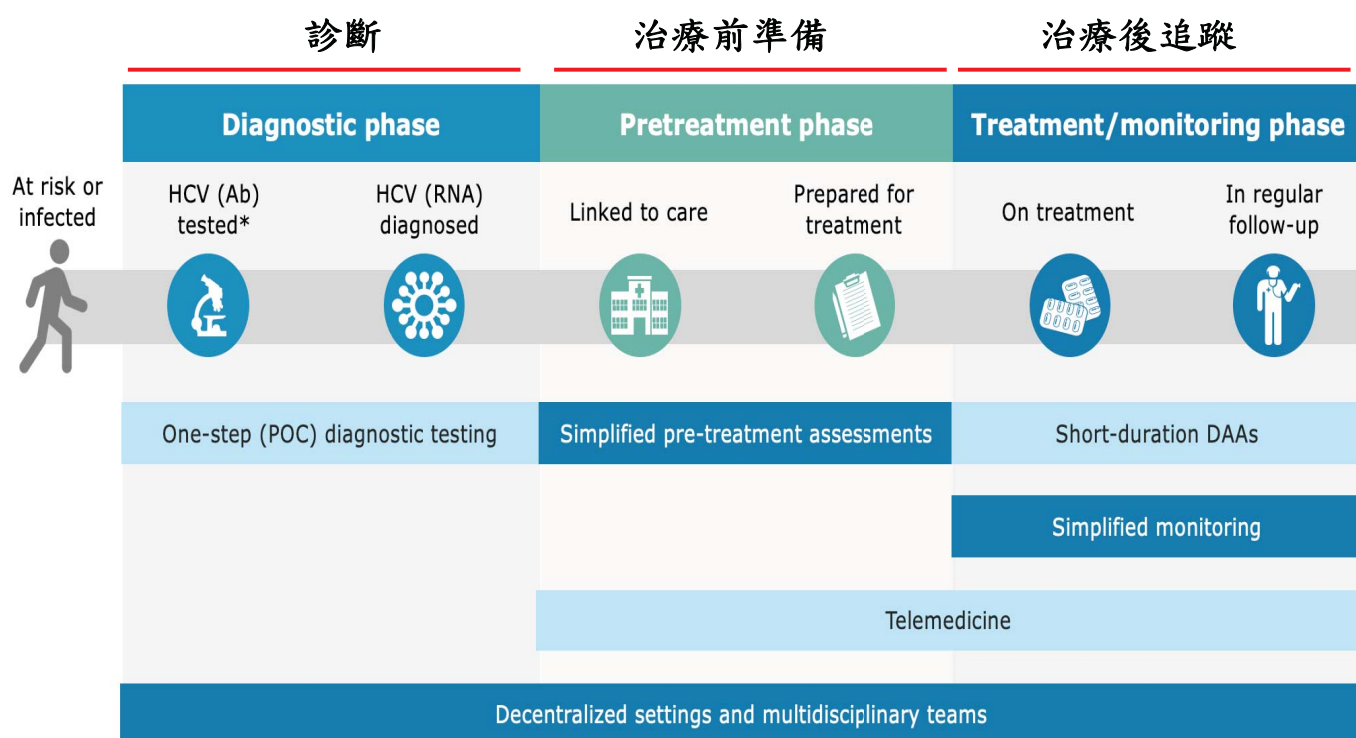 診斷
治療前準備
治療後追蹤
Diagnostic phase
Pretreatment phase
Treatment/monitoring phase
At risk or
infected
HCV (Ab)
tested*
HCV (RNA)
diagnosed
Linked to care
Prepared for
treatment
On treatment
In regular
follow-up
One-step (POC) diagnostic testing
Simplified pre-treatment assessments
Short-duration DAAs
Simplified monitoring
Telemedicine
Decentralized settings and multidisciplinary teams